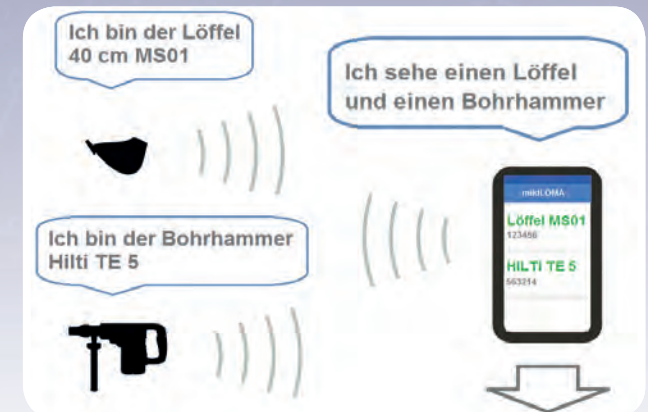 Ich bin der Löffel
40 cm MS01
Ich sehe einen Löffel
und einen Bohrhammer
Ich bin der Bohrhammer
Hilti TE 5
mikiLOMA
Löffel MS01
123456
HILTI TE 5
563214